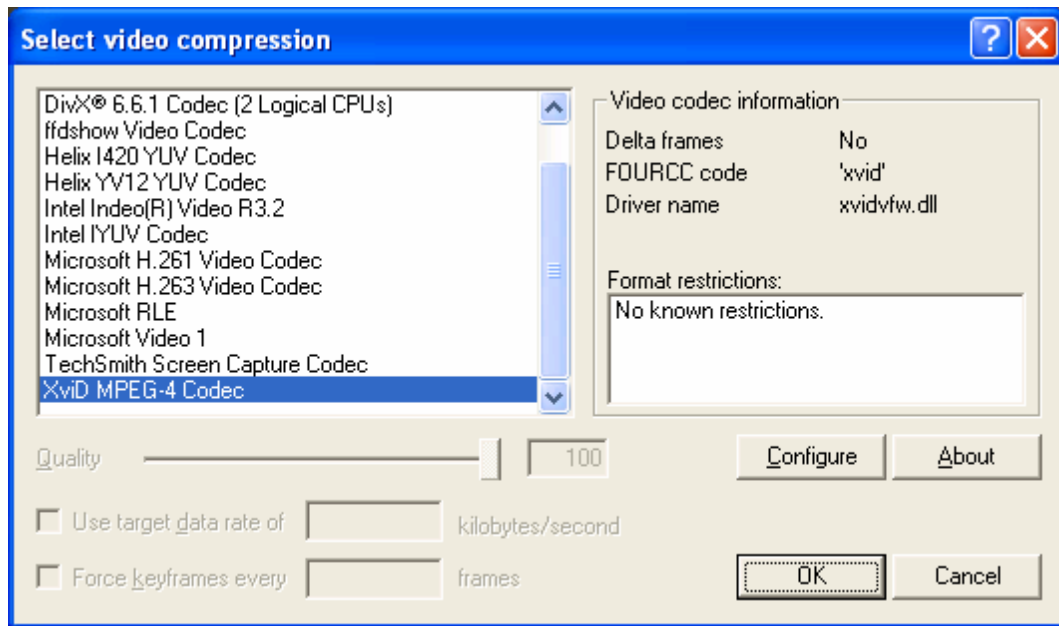 Select video compression
DivX® 6.6.1 Codec (2 Logical CPUs)
ffdshow Video Codec
Helix I420 YUV Codec
Helix YV12 YUV Codec
Intel Indeo(R) Video R3.2
Intel IYUV Codec
Microsoft H.261 Video Codec
Microsoft H.263 Video Codec
Microsoft RLE
Microsoft Video 1
TechSmith Screen Capture Codec
XviD MPEG-4 Codec
Video codec information
Delta frames No
FOURCC code 'xvid'
Driver name xvidvfw.dll
Format restrictions:
No known restrictions.
Quality 100
Configure About
Use target data rate of kilobytes/second
Force keyframes every frames
OK Cancel